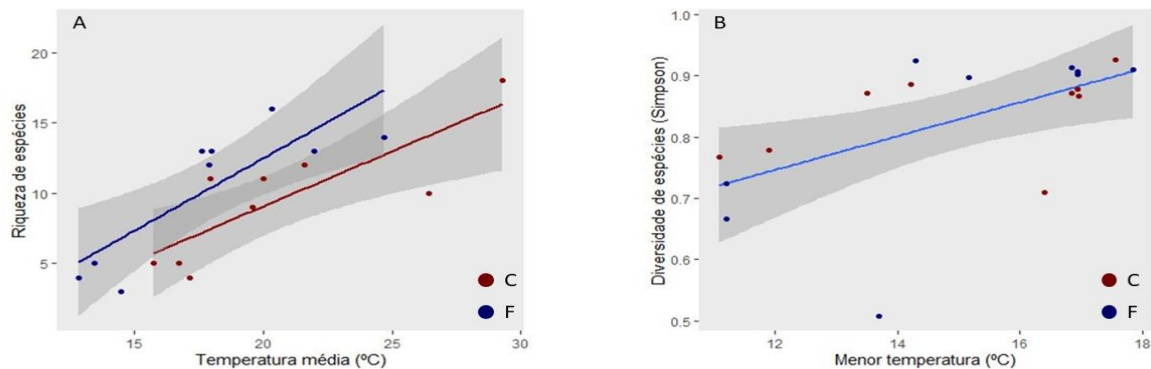 A
Riqueza de espécies
20
15
10
5
15
20
25
30
Temperatura média (ºC)
C
F
B
Diversidade de espécies (Simpson)
1.0
0.9
0.8
0.7
0.6
0.5
12
14
16
18
Menor temperatura (ºC)
C
F